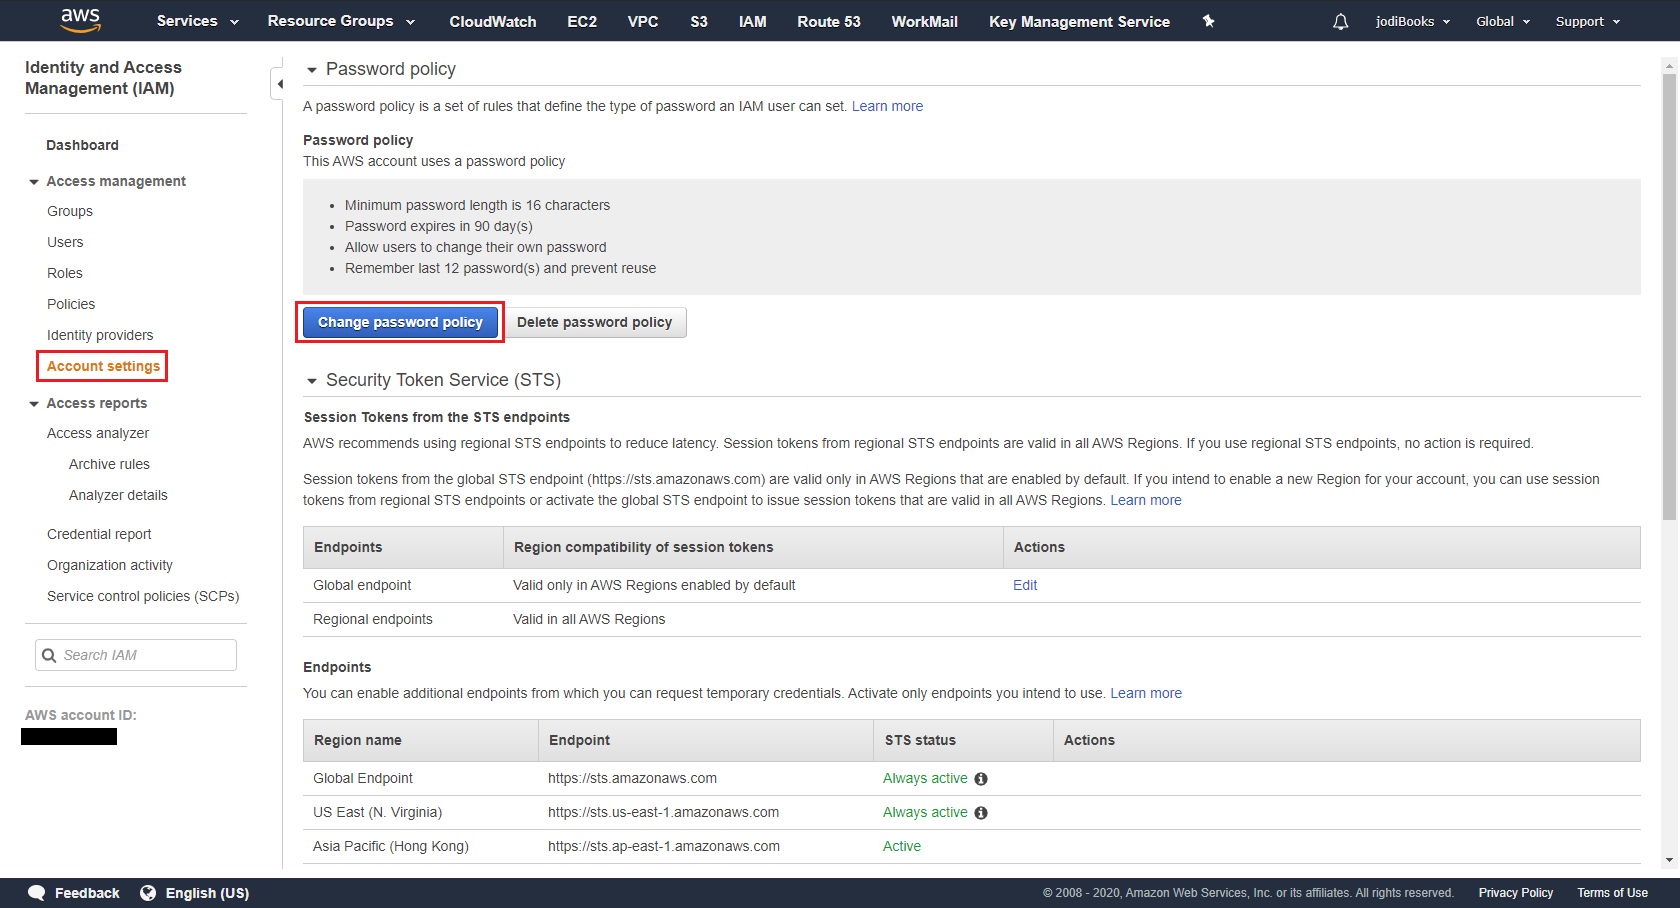 aws
Services
Resource Groups
CloudWatch
EC2
VPC
S3
IAM
Route 53
WorkMail
Key Management Service
jodiBooks
Global
Support
Identity and Access
Management (IAM)
Dashboard
Access management
Groups
Users
Roles
Policies
Identity providers
Account settings
Access reports
Access analyzer
Archive rules
Analyzer details
Credential report
Organization activity
Service control policies (SCPs)
Search IAM
AWS account ID:
Password policy
A password policy is a set of rules that define the type of password an IAM user can set. Learn more
Password policy
This AWS account uses a password policy
• Minimum password length is 16 characters
• Password expires in 90 day(s)
• Allow users to change their own password
• Remember last 12 password(s) and prevent reuse
Change password policy
Delete password policy
Security Token Service (STS)
Session Tokens from the STS endpoints
AWS recommends using regional STS endpoints to reduce latency. Session tokens from regional STS endpoints are valid in all AWS Regions. If you use regional STS endpoints, no action is required.
Session tokens from the global STS endpoint (https://sts.amazonaws.com) are valid only in AWS Regions that are enabled by default. If you intend to enable a new Region for your account, you can use session
tokens from regional STS endpoints or activate the global STS endpoint to issue session tokens that are valid in all AWS Regions. Learn more
Endpoints Region compatibility of session tokens Actions
Global endpoint Valid only in AWS Regions enabled by default Edit
Regional endpoints Valid in all AWS Regions
Endpoints
You can enable additional endpoints from which you can request temporary credentials. Activate only endpoints you intend to use. Learn more
Region name Endpoint STS status Actions
Global Endpoint https://sts.amazonaws.com Always active
US East (N. Virginia) https://sts.us-east-1.amazonaws.com Always active
Asia Pacific (Hong Kong) https://sts.ap-east-1.amazonaws.com Active
Feedback
English (US)
© 2008 - 2020, Amazon Web Services, Inc. or its affiliates. All rights reserved.
Privacy Policy
Terms of Use